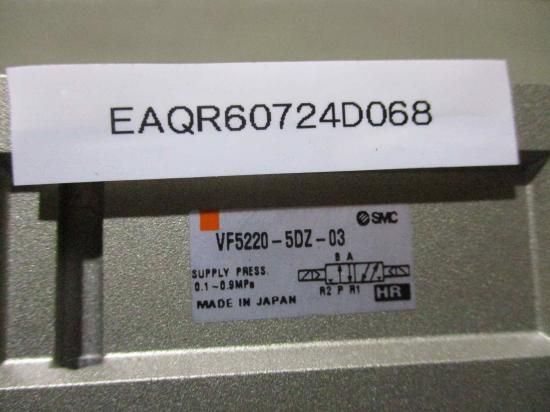 EAQR60724D068
SMC
VF5220-5DZ-03
SUPPLY PRESS.
0.1~0.9MPa
B A
R2 P R1
MADE IN JAPAN
HR